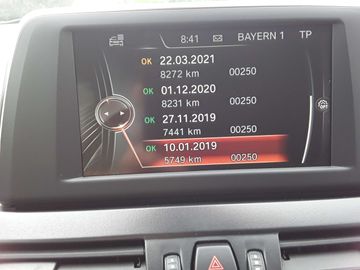 8:41 BAYERN 1 TP
OK 22.03.2021
8272 km 00250
OK 01.12.2020
8231 km 00250
OK 27.11.2019
7441 km 00250
OK 10.01.2019
5749 km 00250